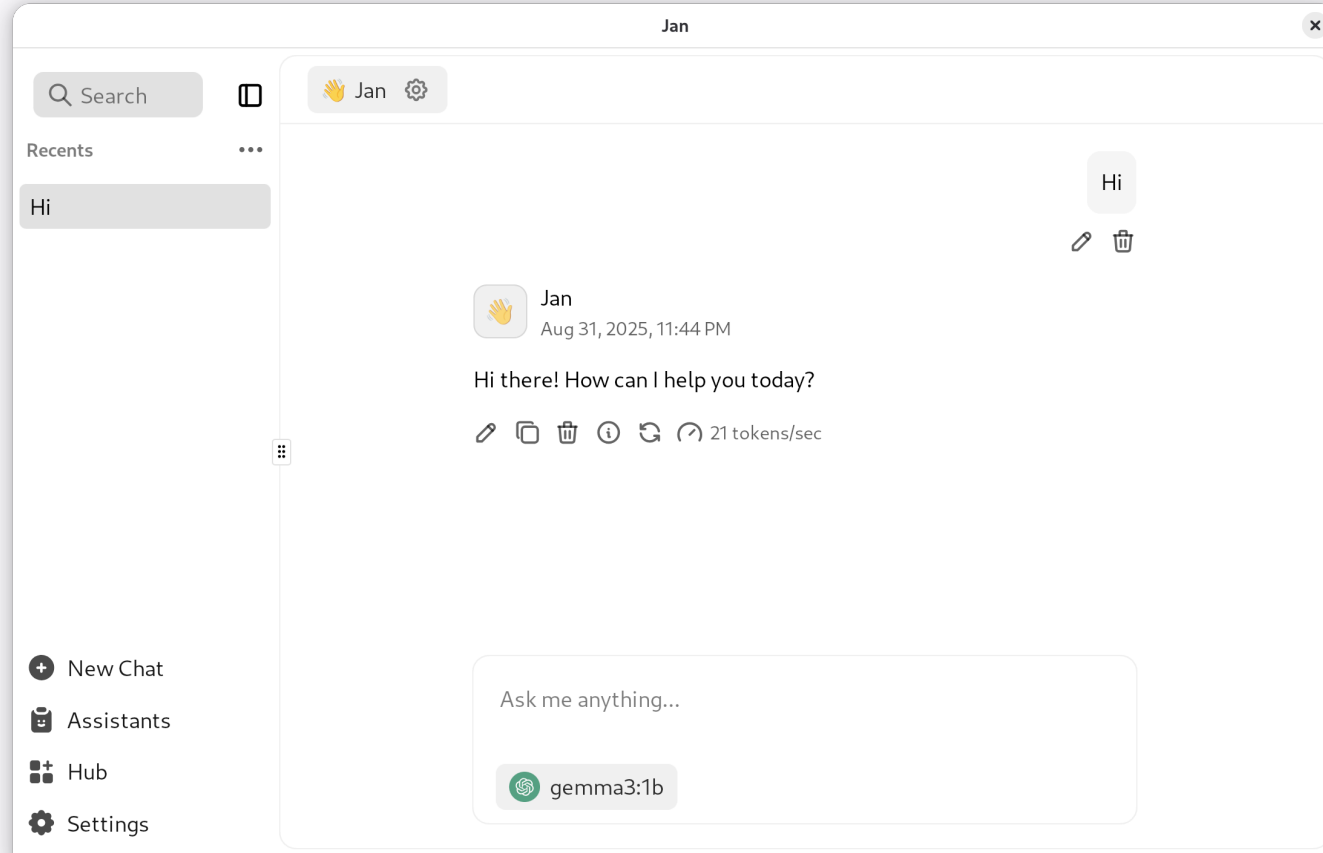 Jan
Search
Recents
Hi
New Chat
Assistants
Hub
Settings
Jan
Hi
Jan
Aug 31, 2025, 11:44 PM
Hi there! How can I help you today?
21 tokens/sec
Ask me anything...
gemma3:1b